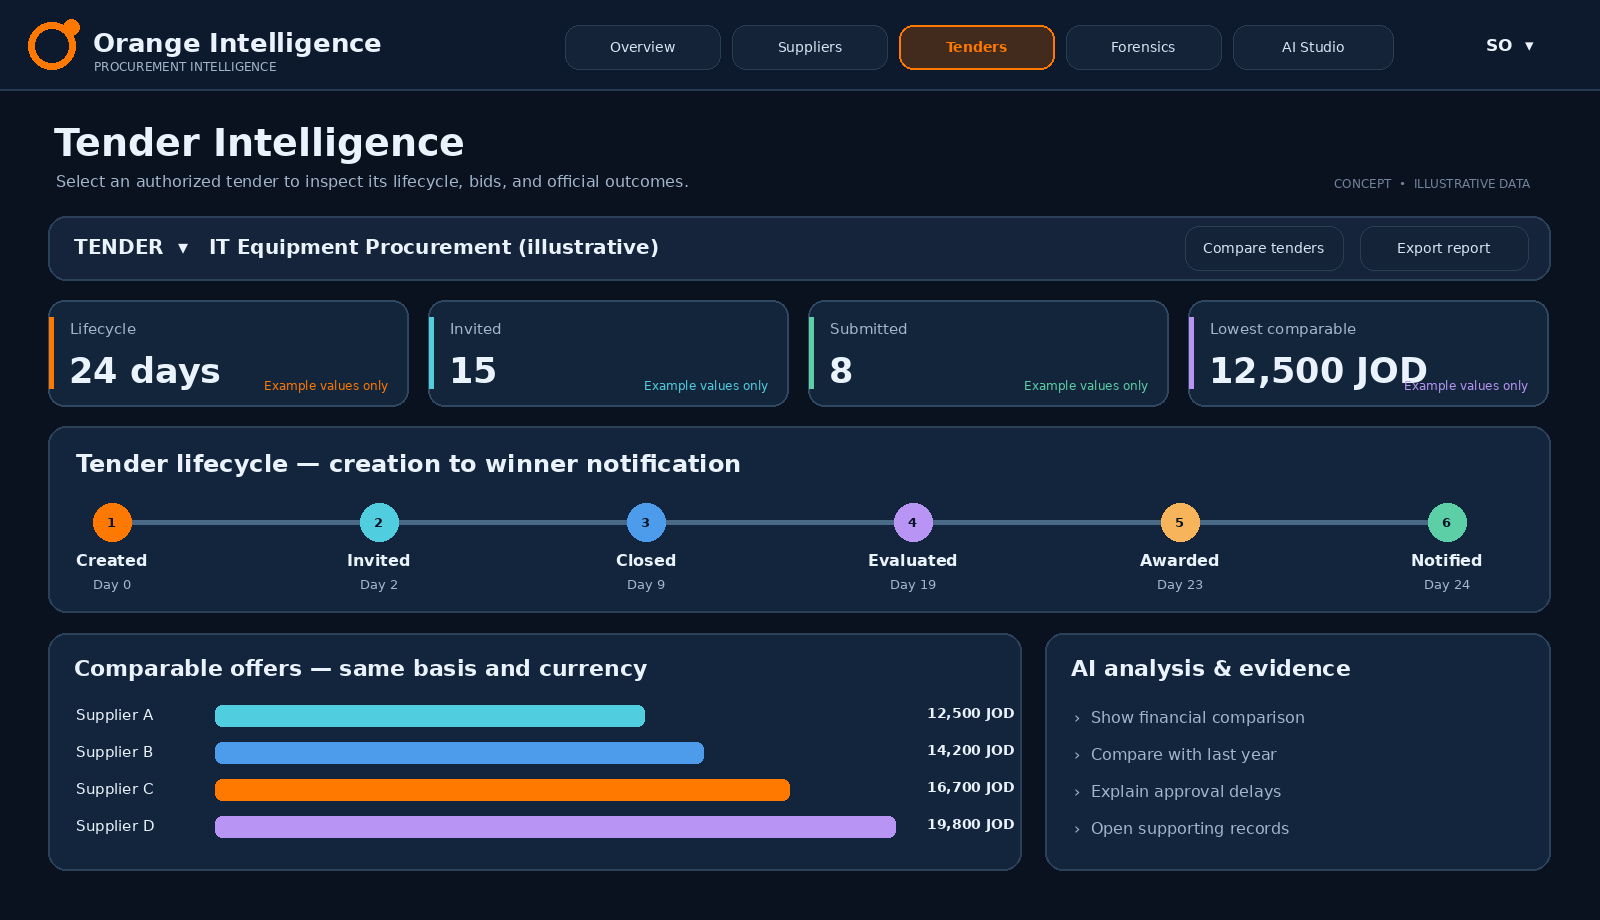 Orange Intelligence
PROCUREMENT INTELLIGENCE
Overview
Suppliers
Tenders
Forensics
AI Studio
SO ▼
Tender Intelligence
Select an authorized tender to inspect its lifecycle, bids, and official outcomes.
CONCEPT • ILLUSTRATIVE DATA
TENDER ▼ IT Equipment Procurement (illustrative)
Compare tenders
Export report
Lifecycle
24 days
Example values only
Invited
15
Example values only
Submitted
8
Example values only
Lowest comparable
12,500 JOD
Example values only
Tender lifecycle — creation to winner notification
1
2
3
4
5
6
Created
Invited
Closed
Evaluated
Awarded
Notified
Day 0
Day 2
Day 9
Day 19
Day 23
Day 24
Comparable offers — same basis and currency
Supplier A 12,500 JOD
Supplier B 14,200 JOD
Supplier C 16,700 JOD
Supplier D 19,800 JOD
AI analysis & evidence
› Show financial comparison
› Compare with last year
› Explain approval delays
› Open supporting records